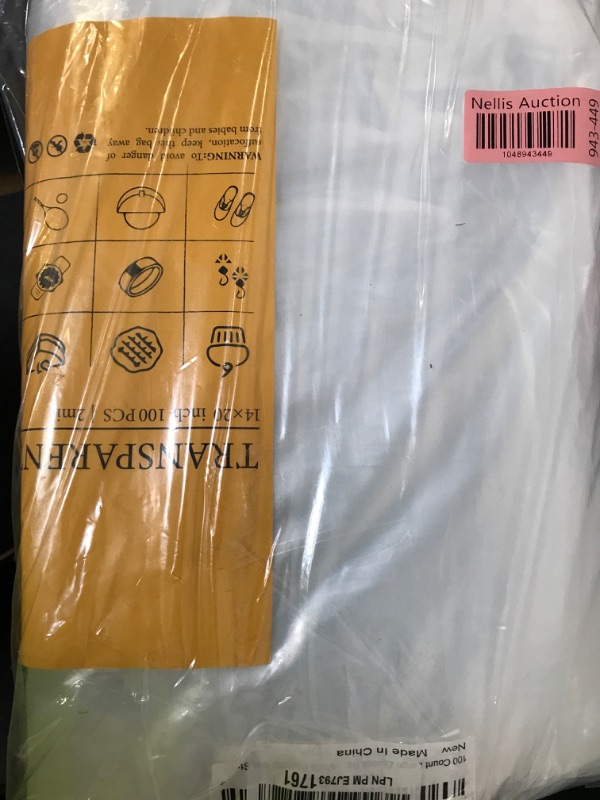 Nellis Auction
1048943449
943-449
TRANSPAREN
14×20 inch-100 PCS | 2mi
WARNING:To avoid danger of
suffocation, keep this bag away
from babies and children.
LPN PM EJ793 1761
100 Count
New Made In China